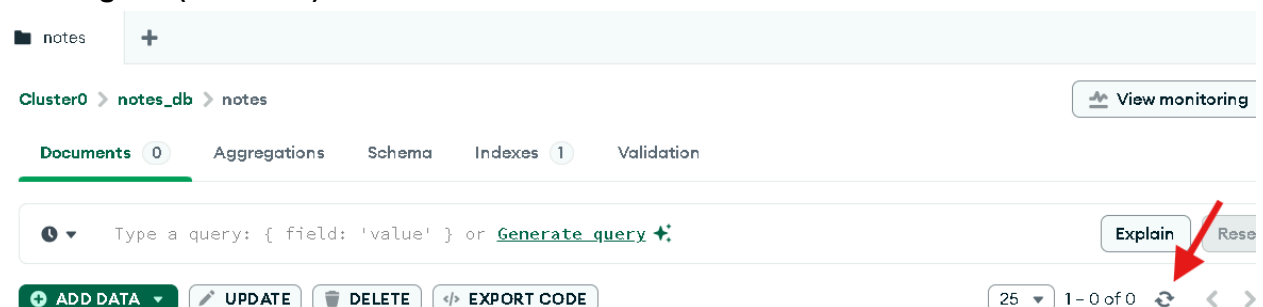 notes +
Cluster0 > notes_db > notes
View monitoring
Documents 0 Aggregations Schema Indexes 1 Validation
Type a query: { field: 'value' } or Generate query
Explain Rese
ADD DATA UPDATE DELETE </> EXPORT CODE 25 1 – 0 of 0